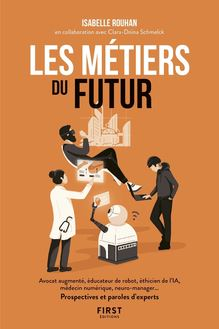 ISABELLE ROUHAN
en collaboration avec Clara-Doïna Schmelck
LES MÉTIERS
DU FUTUR
Avocat augmenté, éducateur de robot, éthicien de l'IA,
médecin numérique, neuro-manager...
Prospectives et paroles d'experts
FIRST
ÉDITIONS